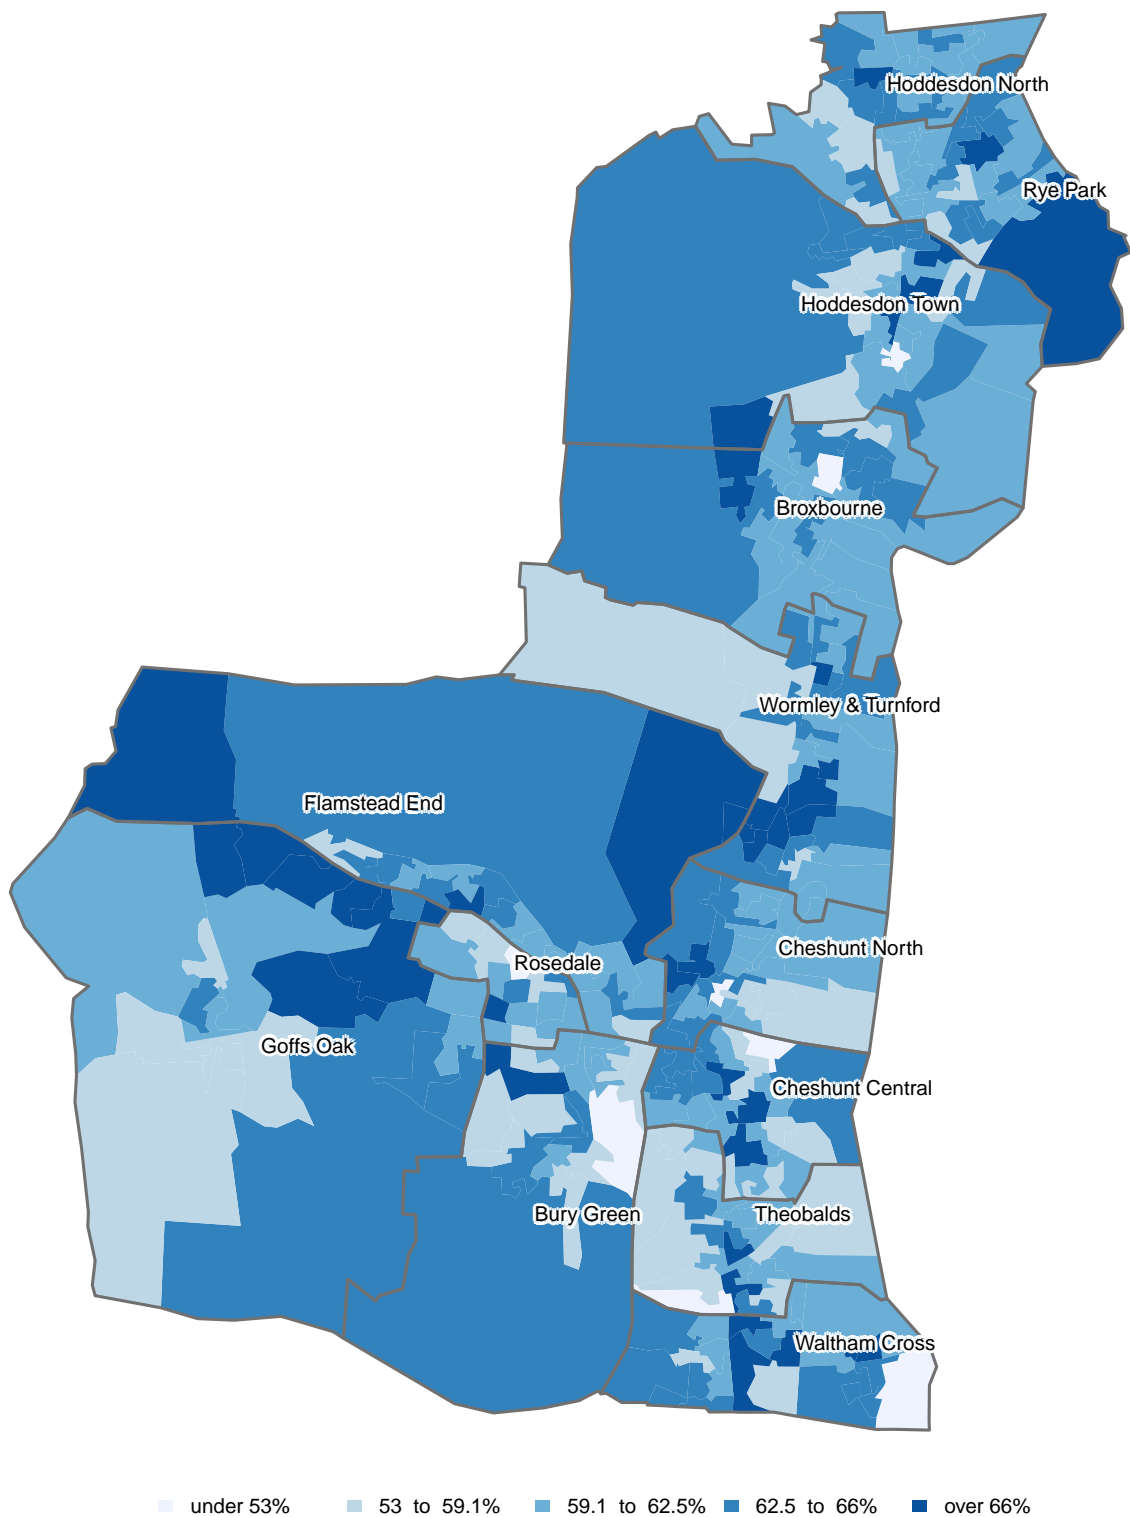 Hoddesdon North
Rye Park
Hoddesdon Town
Broxbourne
Wormley & Turnford
Flamstead End
Cheshunt North
Rosedale
Goffs Oak
Cheshunt Central
Bury Green
Theobalds
Waltham Cross
under 53% 53 to 59.1% 59.1 to 62.5% 62.5 to 66% over 66%